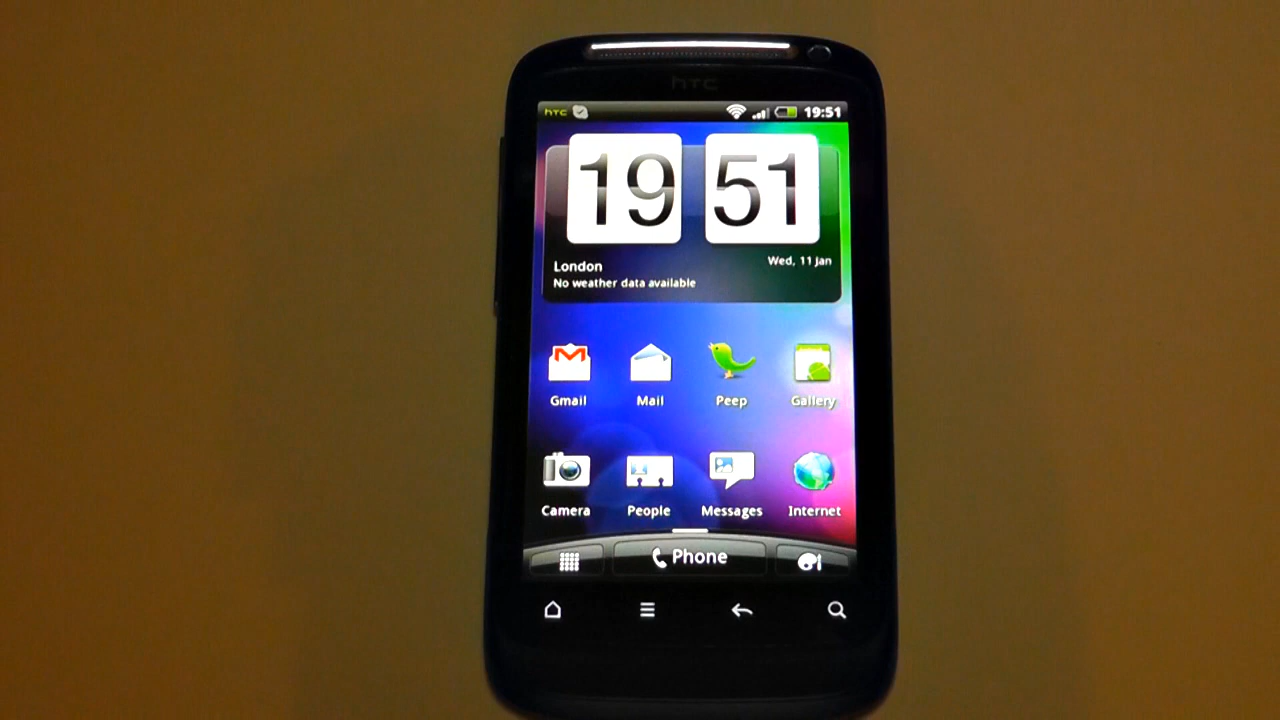 hTC
hTC 19:51
19 51
London Wed, 11 Jan
No weather data available
Gmail Mail Peep Gallery
Camera People Messages Internet
Phone